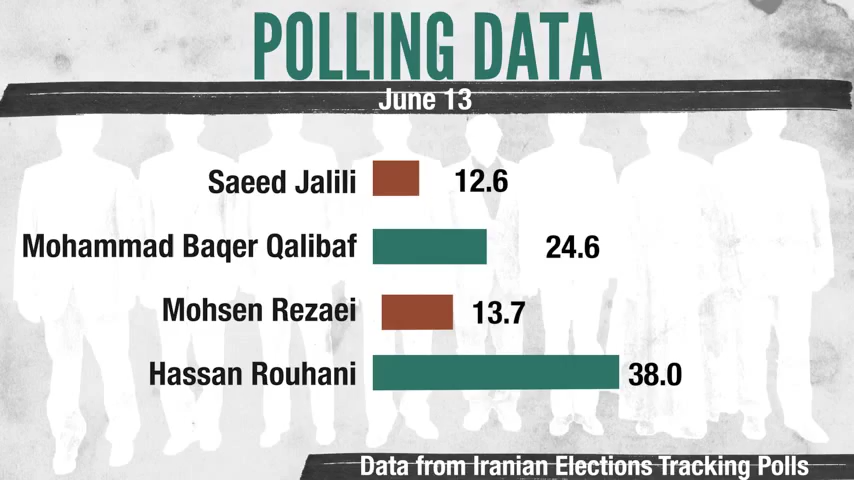 POLLING DATA
June 13
Saeed Jalili 12.6
Mohammad Baqer Qalibaf 24.6
Mohsen Rezaei 13.7
Hassan Rouhani 38.0
Data from Iranian Elections Tracking Polls